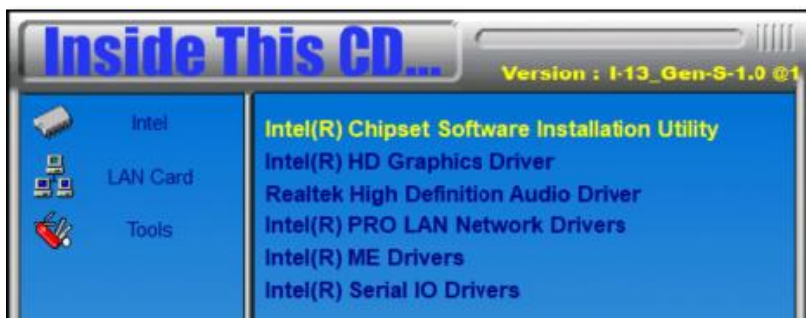 Inside This CD...
Version : I-13_Gen-S-1.0 @1
Intel
LAN Card
Tools
Intel(R) Chipset Software Installation Utility
Intel(R) HD Graphics Driver
Realtek High Definition Audio Driver
Intel(R) PRO LAN Network Drivers
Intel(R) ME Drivers
Intel(R) Serial IO Drivers